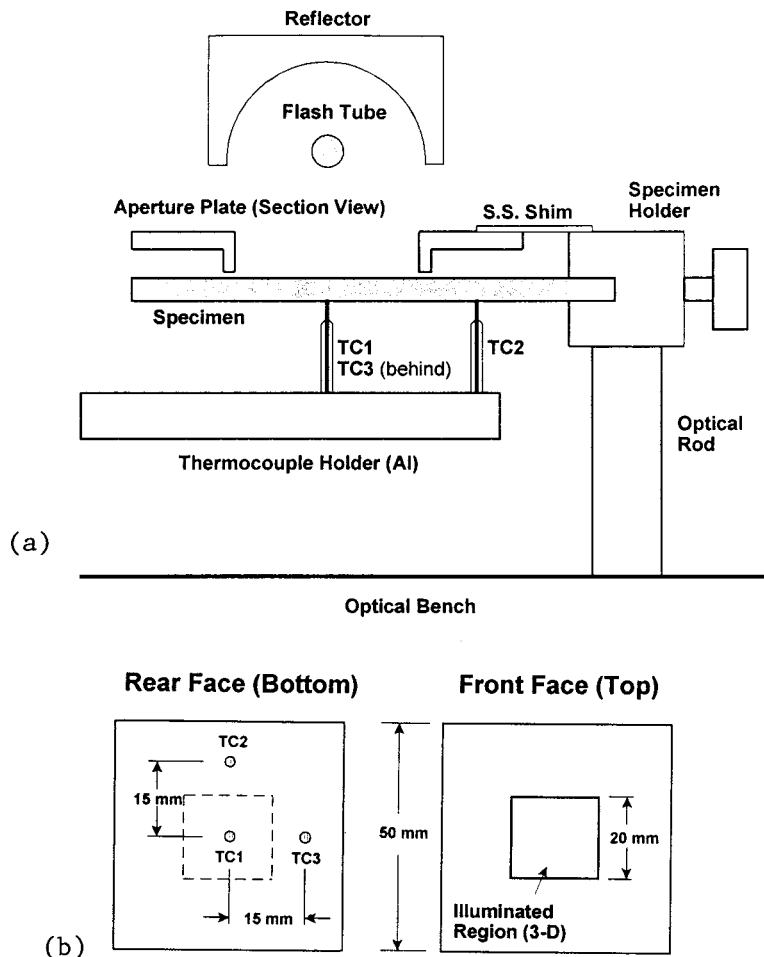 Reflector
Flash Tube
Aperture Plate (Section View)
S.S. Shim
Specimen
Holder
Specimen
TC1
TC3 (behind)
TC2
Thermocouple Holder (Al)
Optical
Rod
(a)
Optical Bench
Rear Face (Bottom)
Front Face (Top)
TC2
15 mm
TC1
TC3
15 mm
50 mm
20 mm
Illuminated
Region (3-D)
(b)